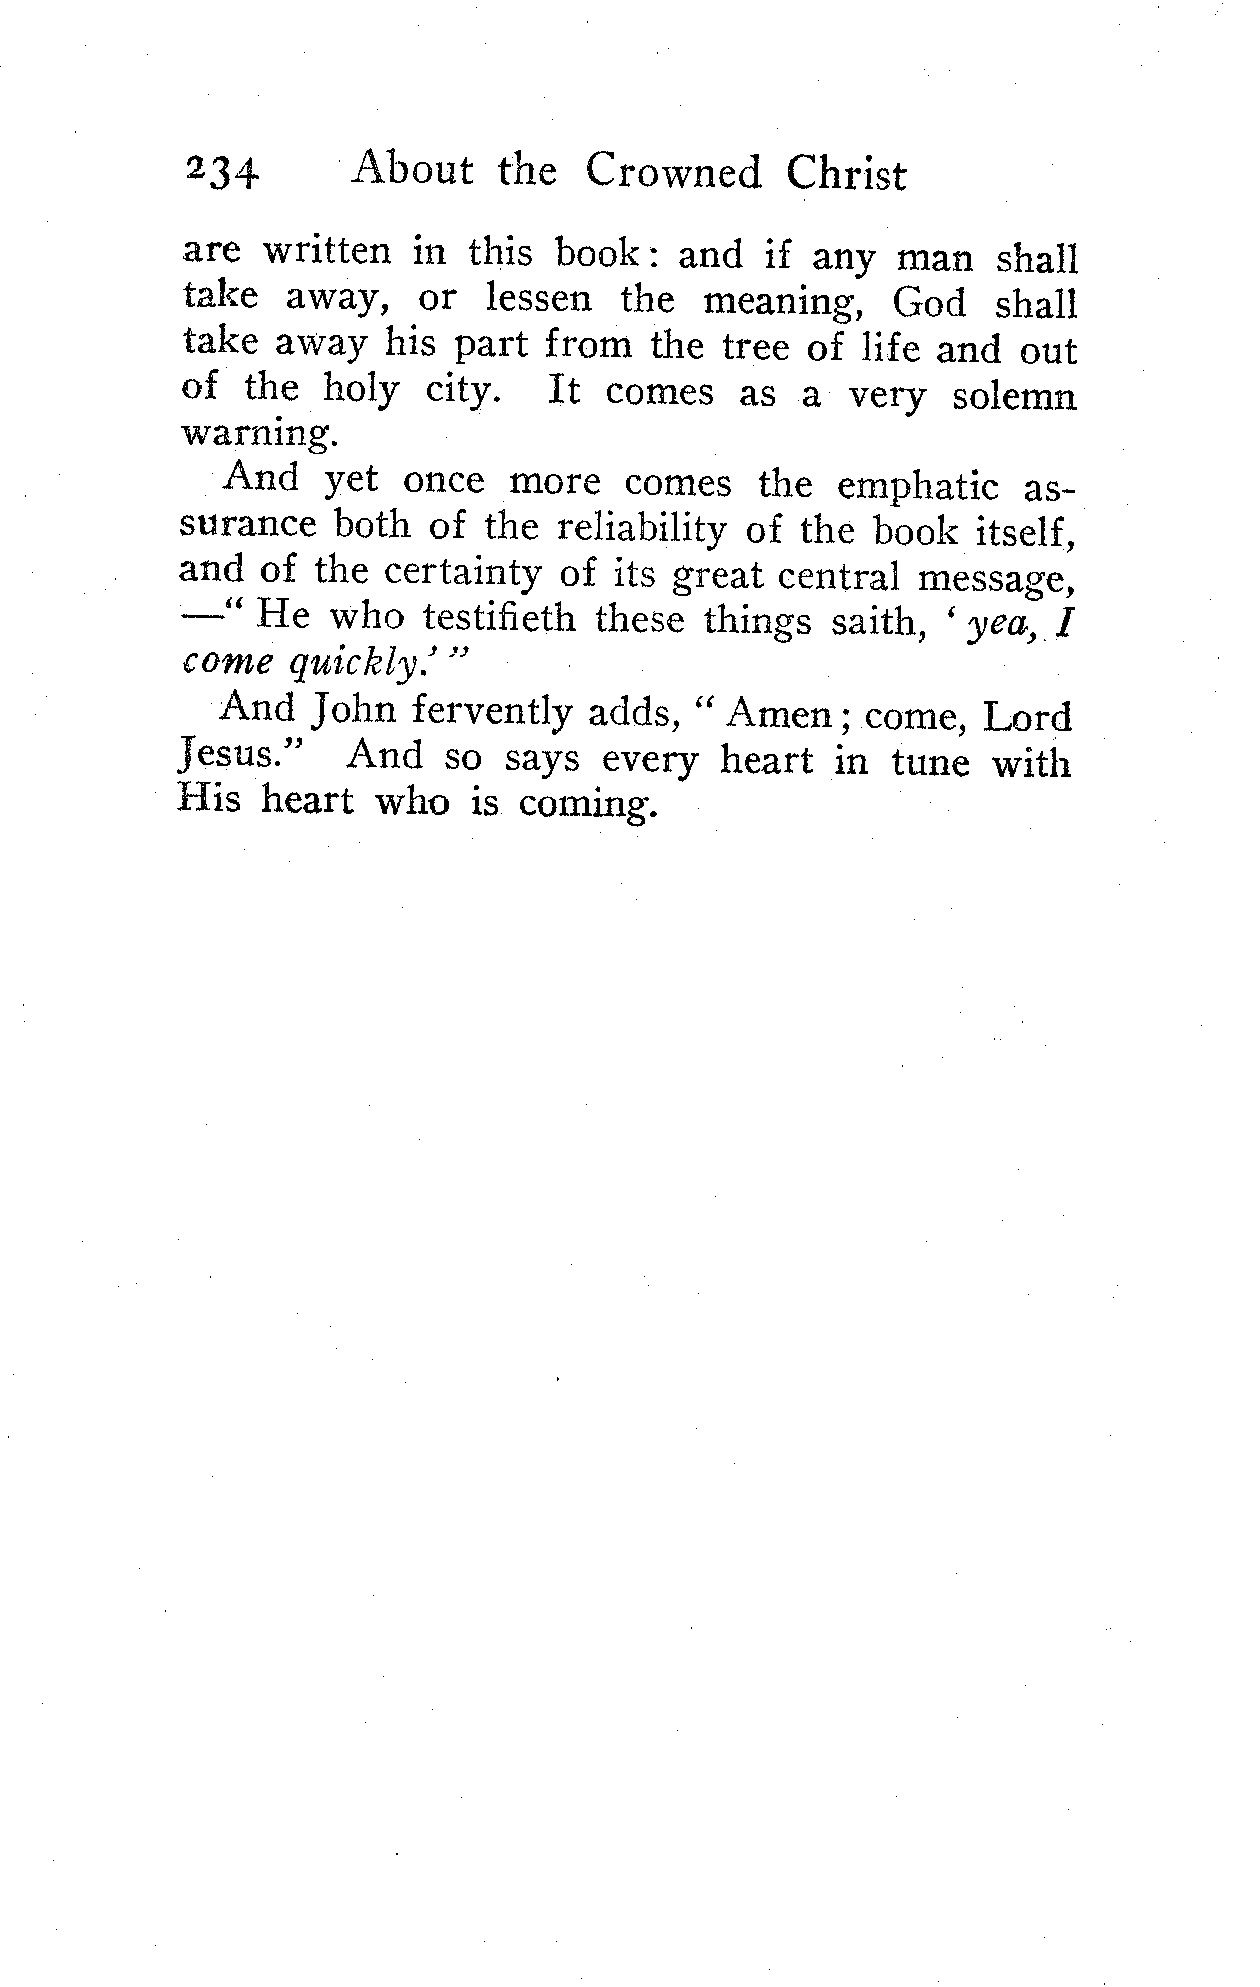 234 About the Crowned Christ
are written in this book: and if any man shall
take away, or lessen the meaning, God shall
take away his part from the tree of life and out
of the holy city. It comes as a very solemn
warning.
And yet once more comes the emphatic as-
surance both of the reliability of the book itself,
and of the certainty of its great central message,
—“ He who testifieth these things saith, ‘ yea, I
come quickly.’ ”
And John fervently adds, “ Amen; come, Lord
Jesus.” And so says every heart in tune with
His heart who is coming.